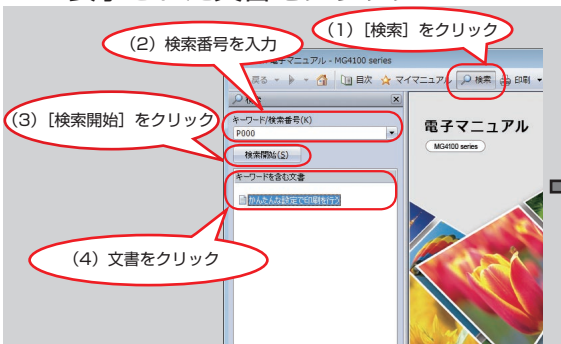 (1)［検索］をクリック
(2) 検索番号を入力
電子マニュアル - MG4100 series
戻る
目次
マイマニュアル
検索
印刷
キーワード/検索番号(K)
(3)［検索開始］をクリック
P000
検索開始(S)
キーワードを含む文書
かんたんな設定で印刷を行う
(4) 文書をクリック
電子マニュアル
MG4100 series